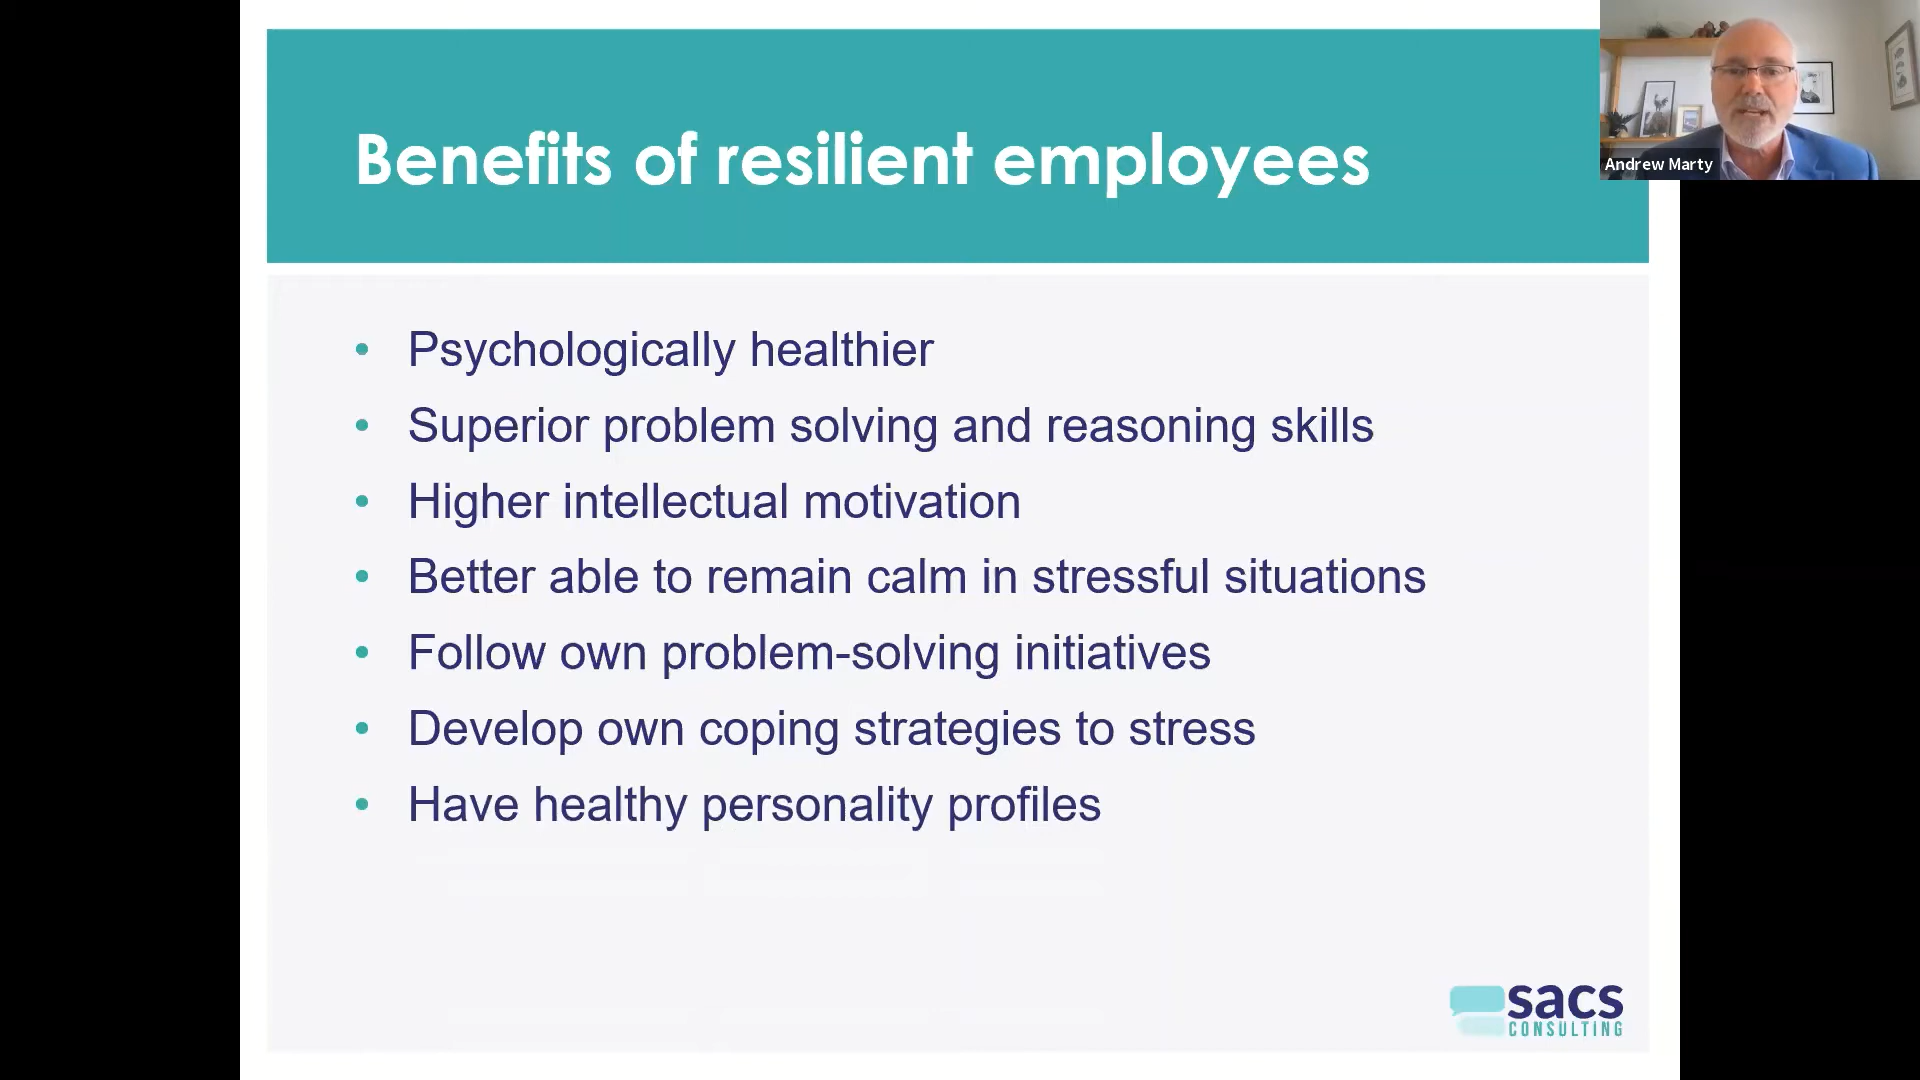 Benefits of resilient employees
Andrew Marty
• Psychologically healthier
• Superior problem solving and reasoning skills
• Higher intellectual motivation
• Better able to remain calm in stressful situations
• Follow own problem-solving initiatives
• Develop own coping strategies to stress
• Have healthy personality profiles
sacs
CONSULTING